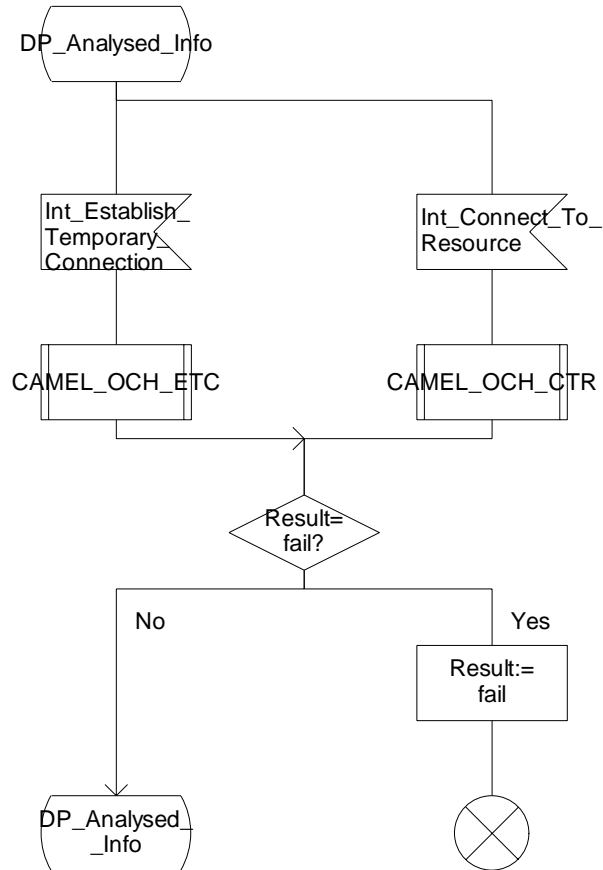 DP_Analysed_Info
Int_Establish_
Temporary_
Connection
Int_Connect_To_
Resource
CAMEL_OCH_ETC
CAMEL_OCH_CTR
Result=
fail?
No
Yes
Result:=
fail
DP_Analysed_
_Info